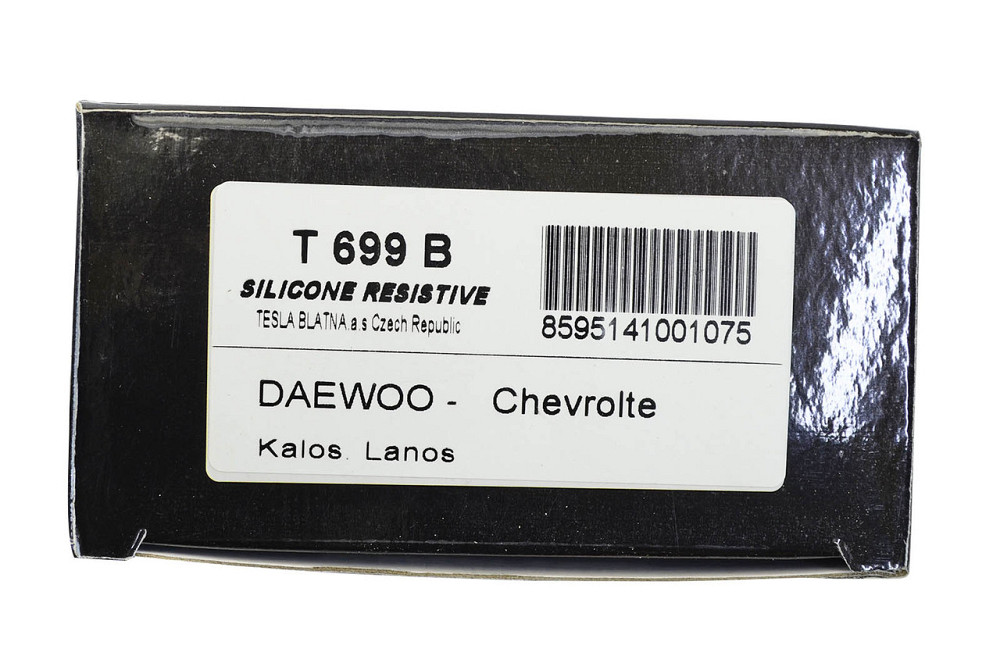 T 699 B
SILICONE RESISTIVE
TESLA BLATNA.a.s Czech Republic
8595141001075
DAEWOO - Chevrolte
Kalos. Lanos